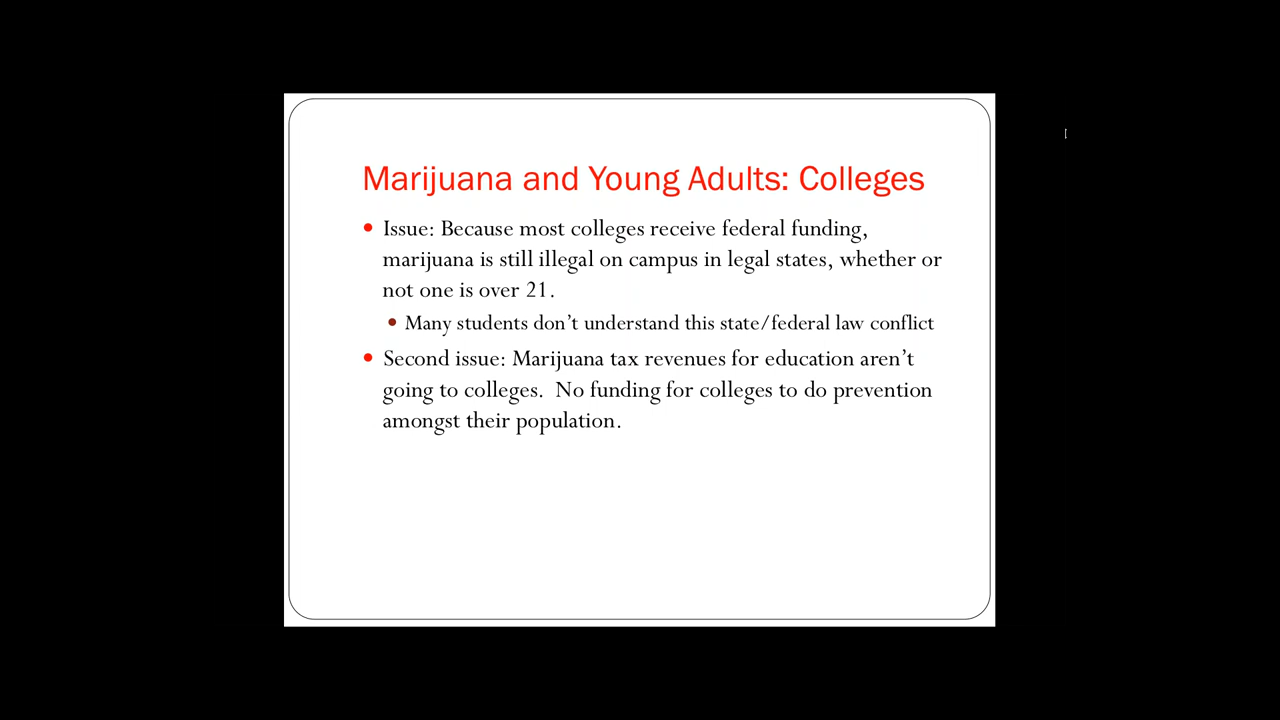 Marijuana and Young Adults: Colleges
• Issue: Because most colleges receive federal funding,
marijuana is still illegal on campus in legal states, whether or
not one is over 21.
• Many students don't understand this state/federal law conflict
• Second issue: Marijuana tax revenues for education aren't
going to colleges.  No funding for colleges to do prevention
amongst their population.